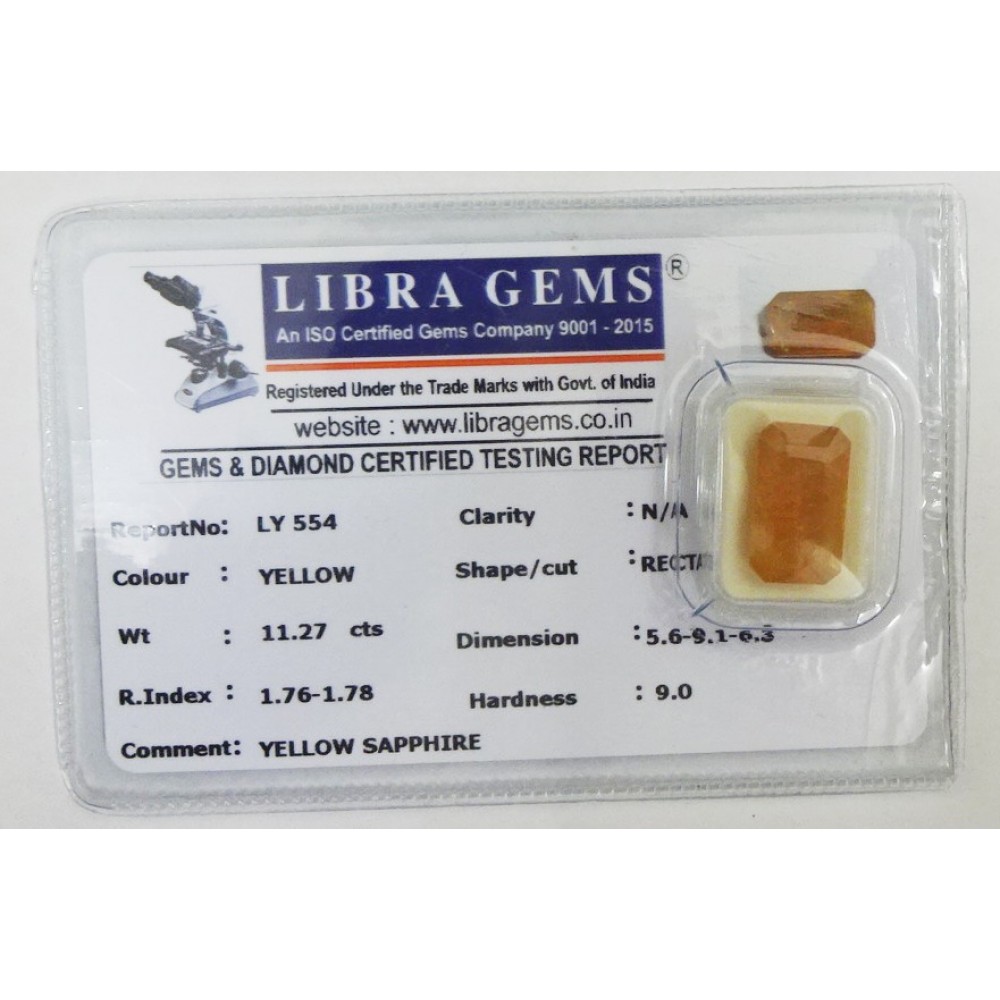 LIBRA GEMS ®
An ISO Certified Gems Company 9001 - 2015
Registered Under the Trade Marks with Govt. of India
website : www.libragems.co.in
GEMS & DIAMOND CERTIFIED TESTING REPORT
ReportNo: LY 554 Clarity : N/A
Colour : YELLOW Shape/cut :
Wt : 11.27 cts Dimension :
R.Index : 1.76-1.78 Hardness : 9.0
Comment: YELLOW SAPPHIRE